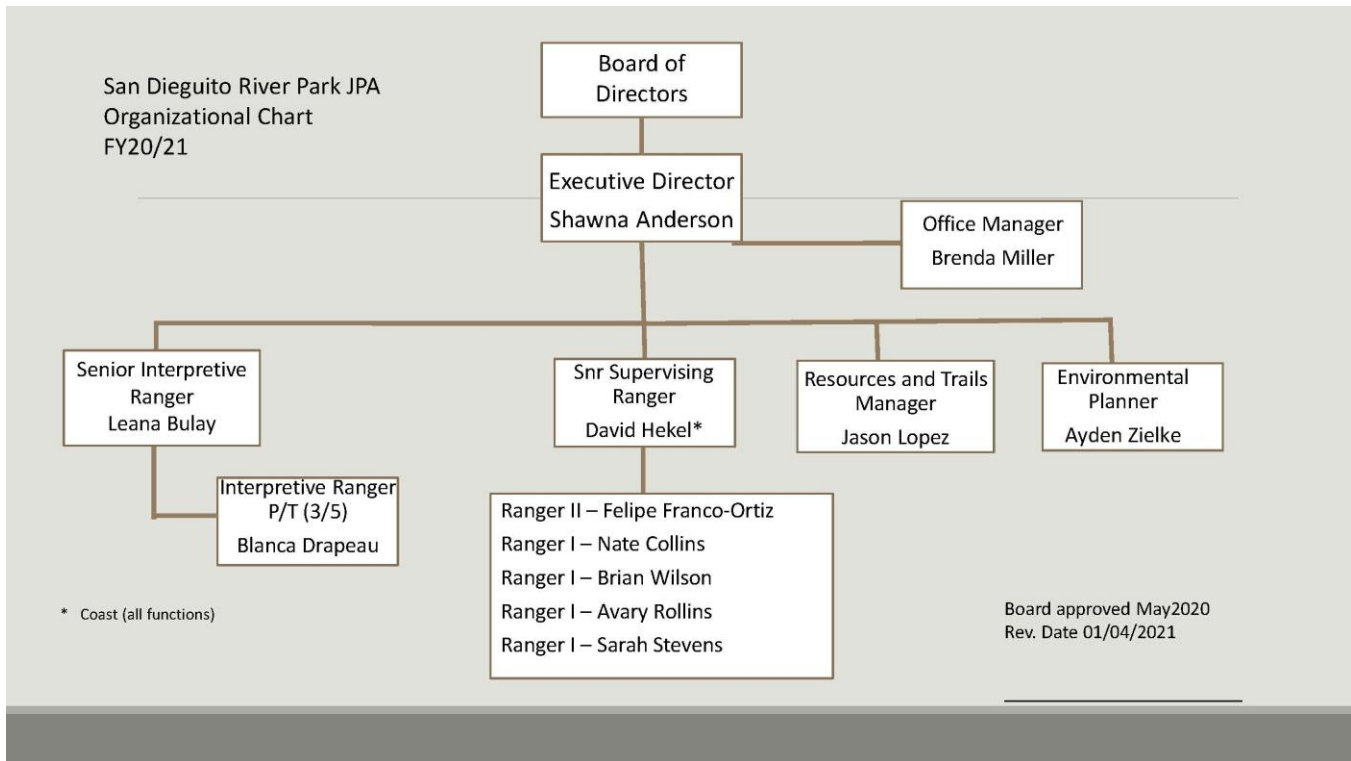 San Dieguito River Park JPA
Organizational Chart
FY20/21
Board of
Directors
Executive Director
Shawna Anderson
Office Manager
Brenda Miller
Senior Interpretive
Ranger
Leana Bulay
Snr Supervising
Ranger
David Hekel*
Resources and Trails
Manager
Jason Lopez
Environmental
Planner
Ayden Zielke
Interpretive Ranger
P/T (3/5)
Blanca Drapeau
Ranger II – Felipe Franco-Ortiz
Ranger I – Nate Collins
Ranger I – Brian Wilson
Ranger I – Avary Rollins
Ranger I – Sarah Stevens
* Coast (all functions)
Board approved May2020
Rev. Date 01/04/2021